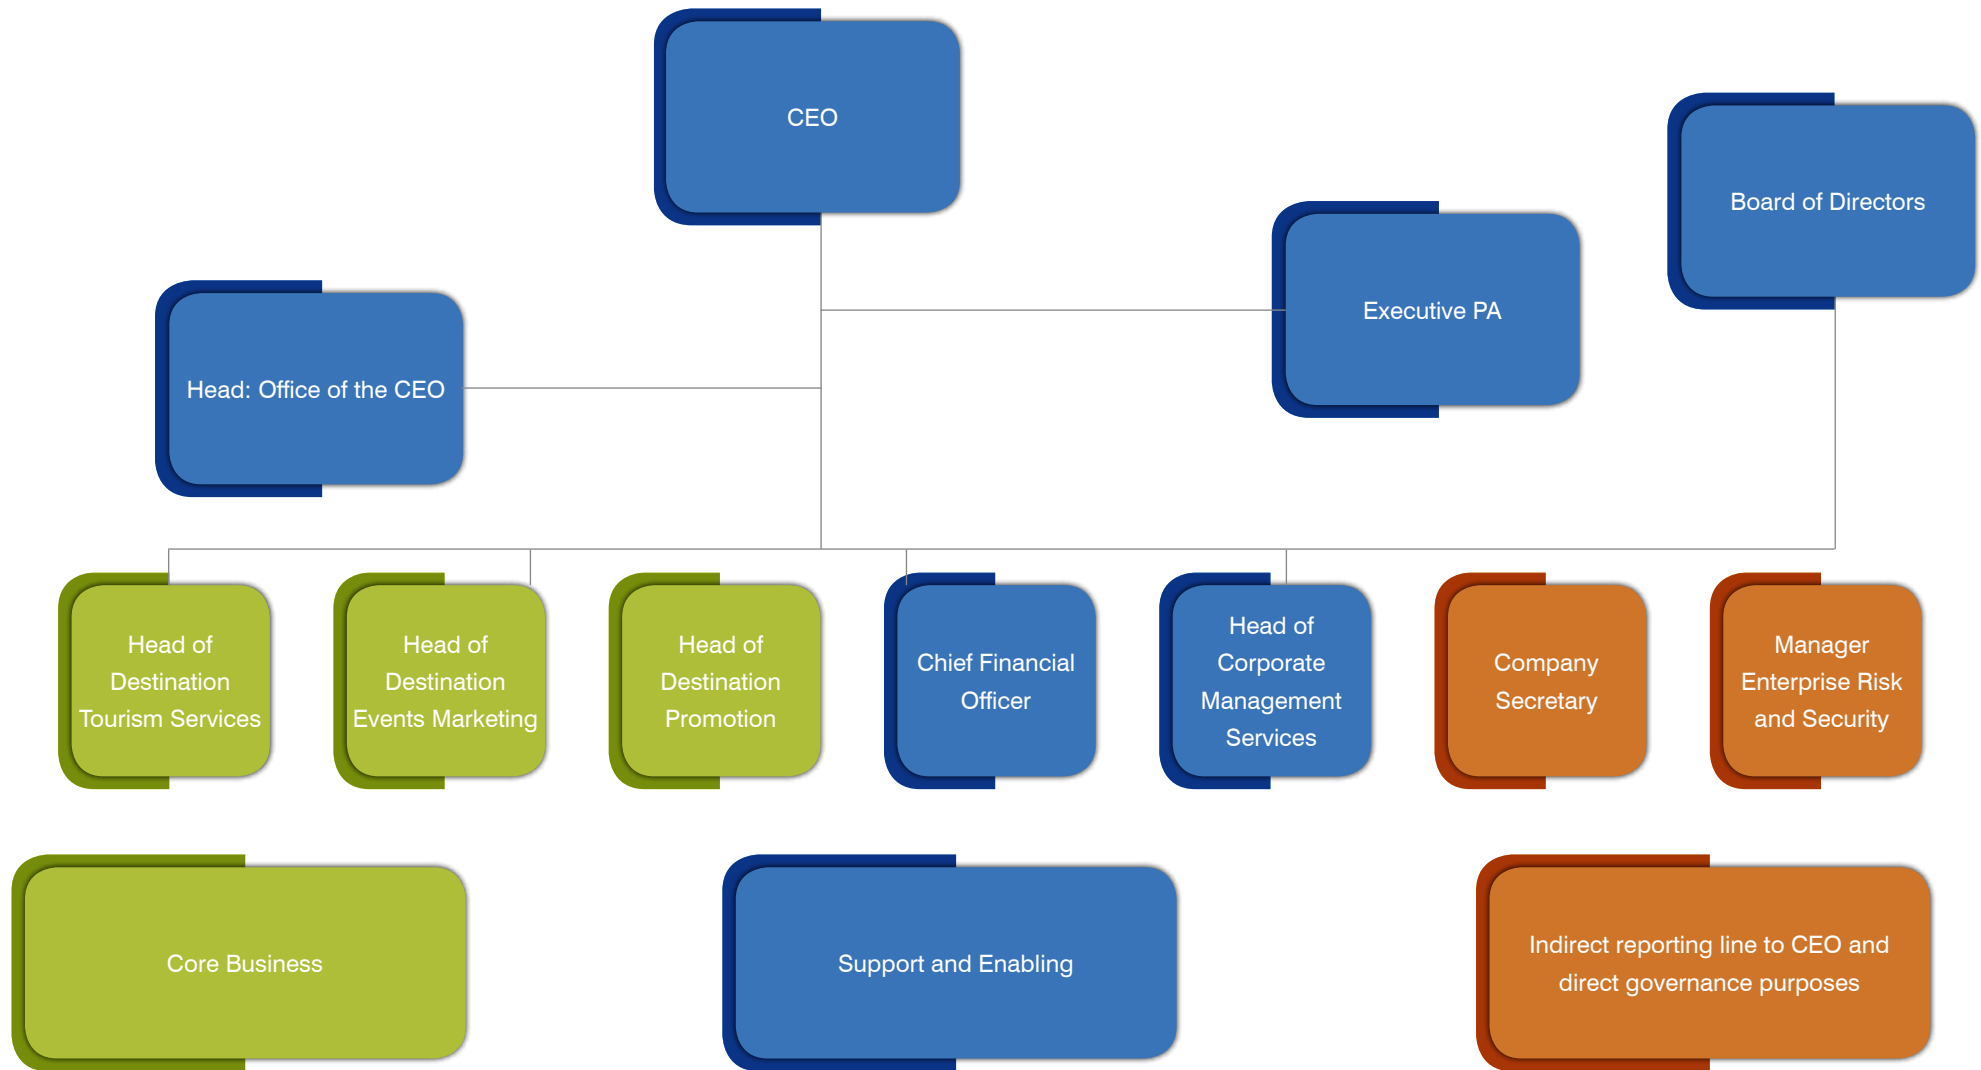 CEO
Board of Directors
Executive PA
Head: Office of the CEO
Head of
Destination
Tourism Services
Head of
Destination
Events Marketing
Head of
Destination
Promotion
Chief Financial
Officer
Head of
Corporate
Management
Services
Company
Secretary
Manager
Enterprise Risk
and Security
Core Business
Support and Enabling
Indirect reporting line to CEO and
direct governance purposes